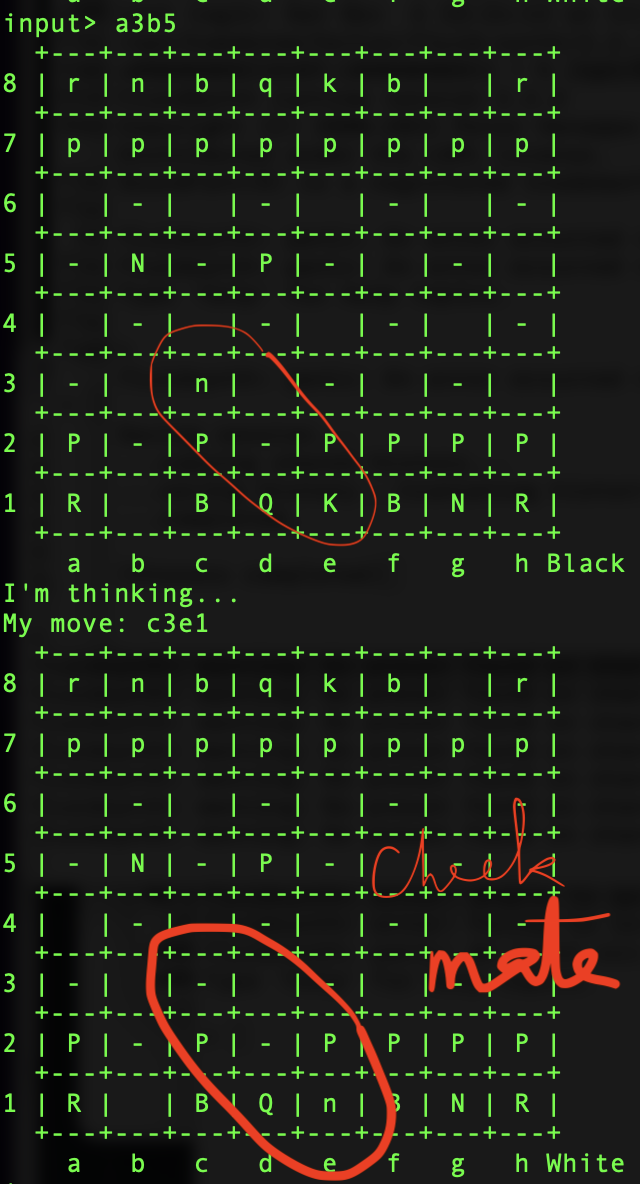 input> a3b5
+---+---+---+---+---+---+---+---+
8 | r | n | b | q | k | b |   | r |
+---+---+---+---+---+---+---+---+
7 | p | p | p | p | p | p | p | p |
+---+---+---+---+---+---+---+---+
6 |   | - |   | - |   | - |   | - |
+---+---+---+---+---+---+---+---+
5 | - | N | - | P | - |   | - |   |
+---+---+---+---+---+---+---+---+
4 |   | - |   | - |   | - |   | - |
+---+---+---+---+---+---+---+---+
3 | - |   | n |   | - |   | - |   |
+---+---+---+---+---+---+---+---+
2 | P | - | P | - | P | P | P | P |
+---+---+---+---+---+---+---+---+
1 | R |   | B | Q | K | B | N | R |
+---+---+---+---+---+---+---+---+
a b c d e f g h Black
I'm thinking...
My move: c3e1
+---+---+---+---+---+---+---+---+
8 | r | n | b | q | k | b |   | r |
+---+---+---+---+---+---+---+---+
7 | p | p | p | p | p | p | p | p |
+---+---+---+---+---+---+---+---+
6 |   | - |   | - |   | - |   | - |
+---+---+---+---+---+---+---+---+
5 | - | N | - | P | - |   | - |   |
Check
+---+---+---+---+---+---+---+---+
4 |   | - |   | - |   | - |   | - |
+---+---+---+---+---+---+---+---+
mate
3 | - |   | - |   | - |   | - |   |
+---+---+---+---+---+---+---+---+
2 | P | - | P | - | P | P | P | P |
+---+---+---+---+---+---+---+---+
1 | R |   | B | Q | n | B | N | R |
+---+---+---+---+---+---+---+---+
a b c d e f g h White